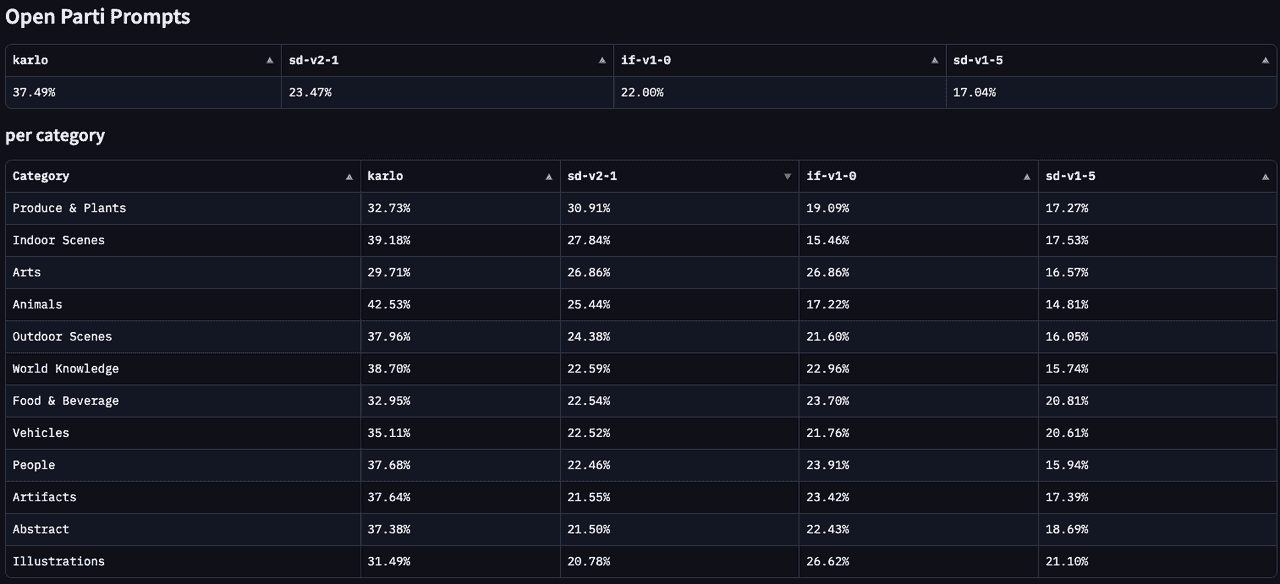 Open Parti Prompts
karlo ▲ sd-v2-1 ▲ if-v1-0 ▲ sd-v1-5 ▲
37.49% 23.47% 22.00% 17.04%
per category
Category ▲ karlo ▲ sd-v2-1 ▼ if-v1-0 ▲ sd-v1-5 ▲
Produce & Plants 32.73% 30.91% 19.09% 17.27%
Indoor Scenes 39.18% 27.84% 15.46% 17.53%
Arts 29.71% 26.86% 26.86% 16.57%
Animals 42.53% 25.44% 17.22% 14.81%
Outdoor Scenes 37.96% 24.38% 21.60% 16.05%
World Knowledge 38.70% 22.59% 22.96% 15.74%
Food & Beverage 32.95% 22.54% 23.70% 20.81%
Vehicles 35.11% 22.52% 21.76% 20.61%
People 37.68% 22.46% 23.91% 15.94%
Artifacts 37.64% 21.55% 23.42% 17.39%
Abstract 37.38% 21.50% 22.43% 18.69%
Illustrations 31.49% 20.78% 26.62% 21.10%